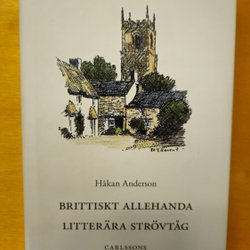 Håkan Anderson
BRITTISKT ALLEHANDA
LITTERÄRA STRÖVTÅG
CARLSSONS